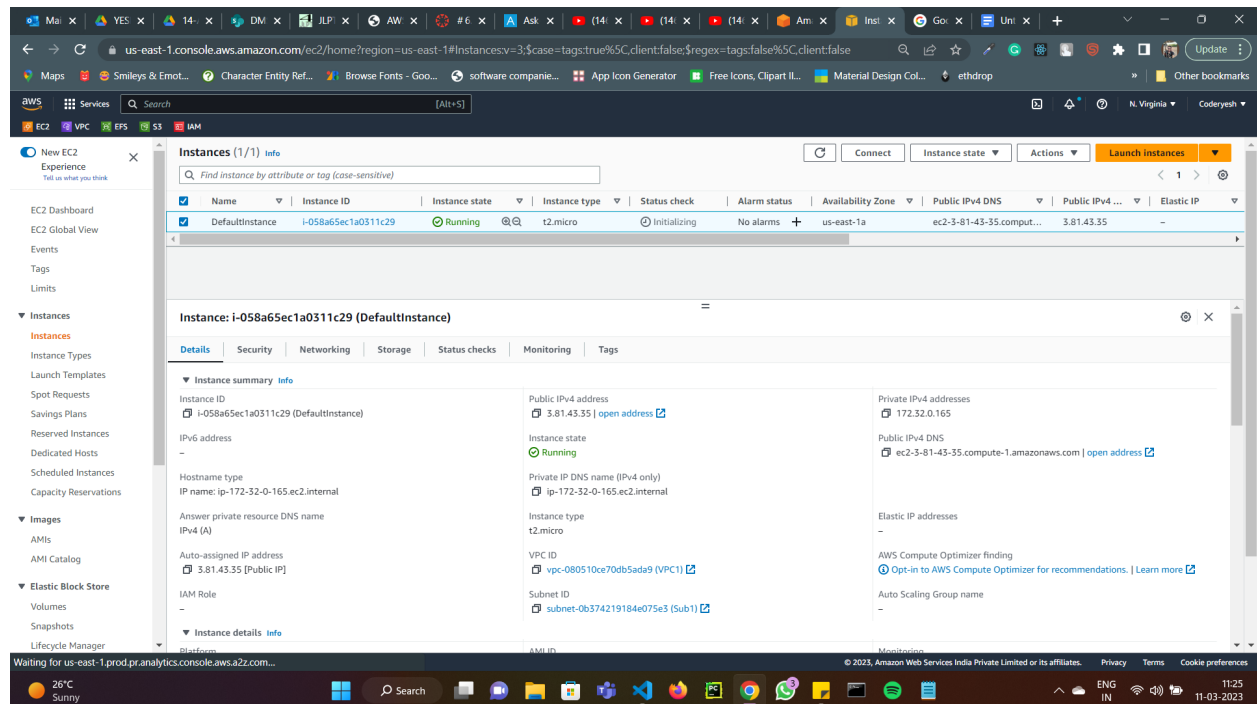 Mai
YES
14-
DM
JLPT
AW
# 6
Ask
(14
(14
(14
Am
Inst
Goo
Unt
us-east-1.console.aws.amazon.com/ec2/home?region=us-east-1#Instances:v=3;$case=tags:true%5C,client:false;$regex=tags:false%5C,client:false
Update
Maps
Smileys & Emot...
Character Entity Ref...
Browse Fonts - Goo...
software companie...
App Icon Generator
Free Icons, Clipart Il...
Material Design Col...
ethdrop
»
Other bookmarks
aws
Services
Search
[Alt+S]
N. Virginia
Coderyesh
EC2
VPC
EFS
S3
IAM
New EC2
Experience
Tell us what you think
EC2 Dashboard
EC2 Global View
Events
Tags
Limits
Instances
Instances
Instance Types
Launch Templates
Spot Requests
Savings Plans
Reserved Instances
Dedicated Hosts
Scheduled Instances
Capacity Reservations
Images
AMIs
AMI Catalog
Elastic Block Store
Volumes
Snapshots
Lifecycle Manager
Instances (1/1) Info
Connect
Instance state
Actions
Launch instances
Find instance by attribute or tag (case-sensitive)
1
Name
Instance ID
Instance state
Instance type
Status check
Alarm status
Availability Zone
Public IPv4 DNS
Public IPv4 ...
Elastic IP
DefaultInstance
i-058a65ec1a0311c29
Running
t2.micro
Initializing
No alarms +
us-east-1a
ec2-3-81-43-35.comput...
3.81.43.35
–
Instance: i-058a65ec1a0311c29 (DefaultInstance)
Details
Security
Networking
Storage
Status checks
Monitoring
Tags
Instance summary Info
Instance ID
i-058a65ec1a0311c29 (DefaultInstance)
Public IPv4 address
3.81.43.35 | open address
Private IPv4 addresses
172.32.0.165
IPv6 address
–
Instance state
Running
Public IPv4 DNS
ec2-3-81-43-35.compute-1.amazonaws.com | open address
Hostname type
IP name: ip-172-32-0-165.ec2.internal
Private IP DNS name (IPv4 only)
ip-172-32-0-165.ec2.internal
Answer private resource DNS name
IPv4 (A)
Instance type
t2.micro
Elastic IP addresses
–
Auto-assigned IP address
3.81.43.35 [Public IP]
VPC ID
vpc-080510ce70db5ada9 (VPC1)
AWS Compute Optimizer finding
Opt-in to AWS Compute Optimizer for recommendations. | Learn more
IAM Role
–
Subnet ID
subnet-0b374219184e075e3 (Sub1)
Auto Scaling Group name
–
Instance details Info
Platform
AMI ID
Monitoring
Waiting for us-east-1.prod.pr.analytics.console.aws.a2z.com...
© 2023, Amazon Web Services India Private Limited or its affiliates.
Privacy
Terms
Cookie preferences
26°C
Sunny
Search
3
ENG
IN
11:25
11-03-2023